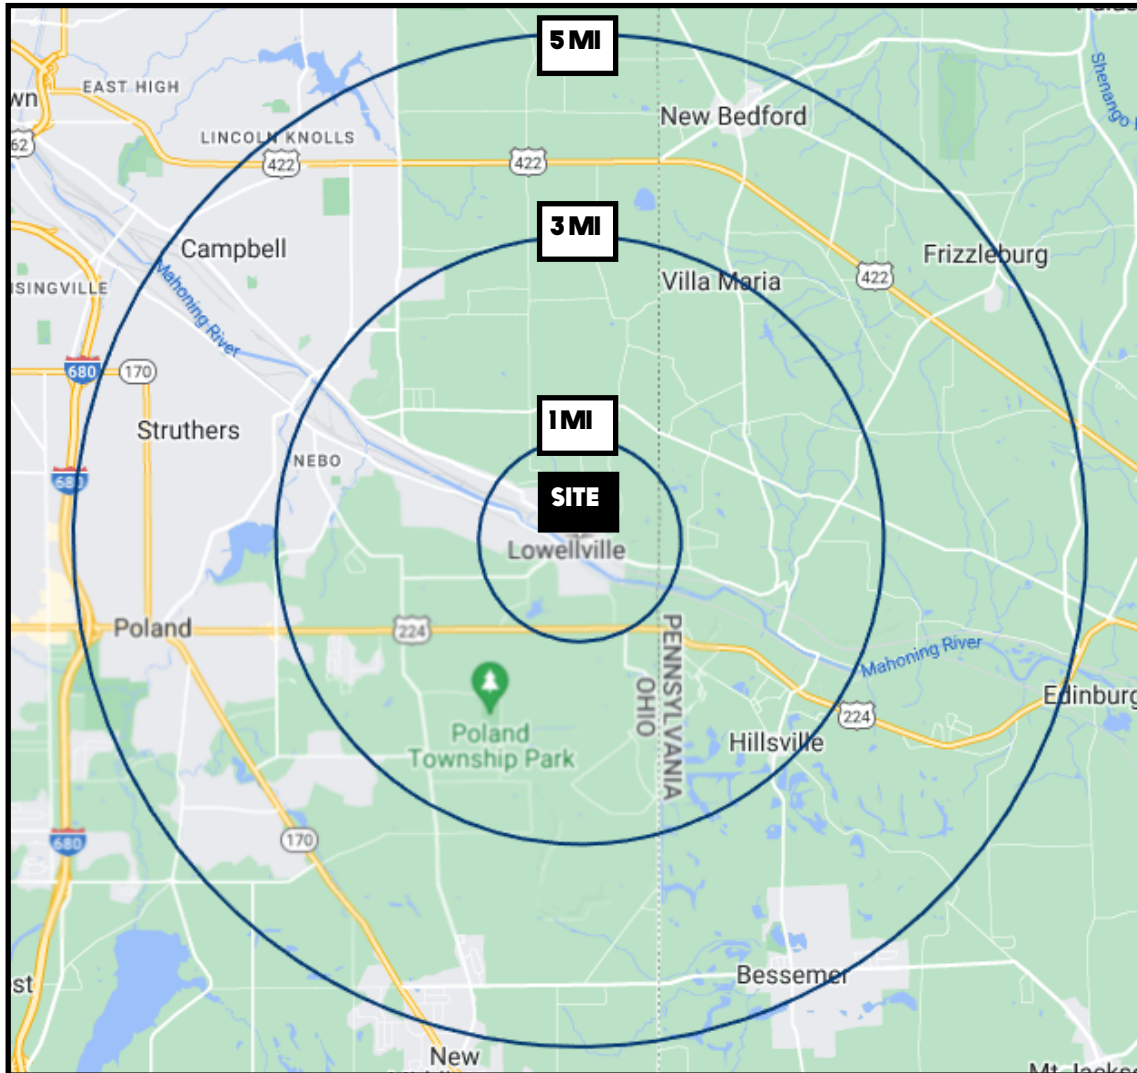 5 MI
EAST HIGH
New Bedford
62
LINCOLN KNOLLS
422
422
Shenango
3 MI
Campbell
Frizzleburg
422
Villa Maria
Mahoning River
680
170
1 MI
Struthers
NEBO
680
SITE
Lowellville
Poland
224
PENNSYLVANIA
OHIO
Mahoning River
Edinburg
224
Poland
Township Park
Hillsville
680
170
Bessemer
New